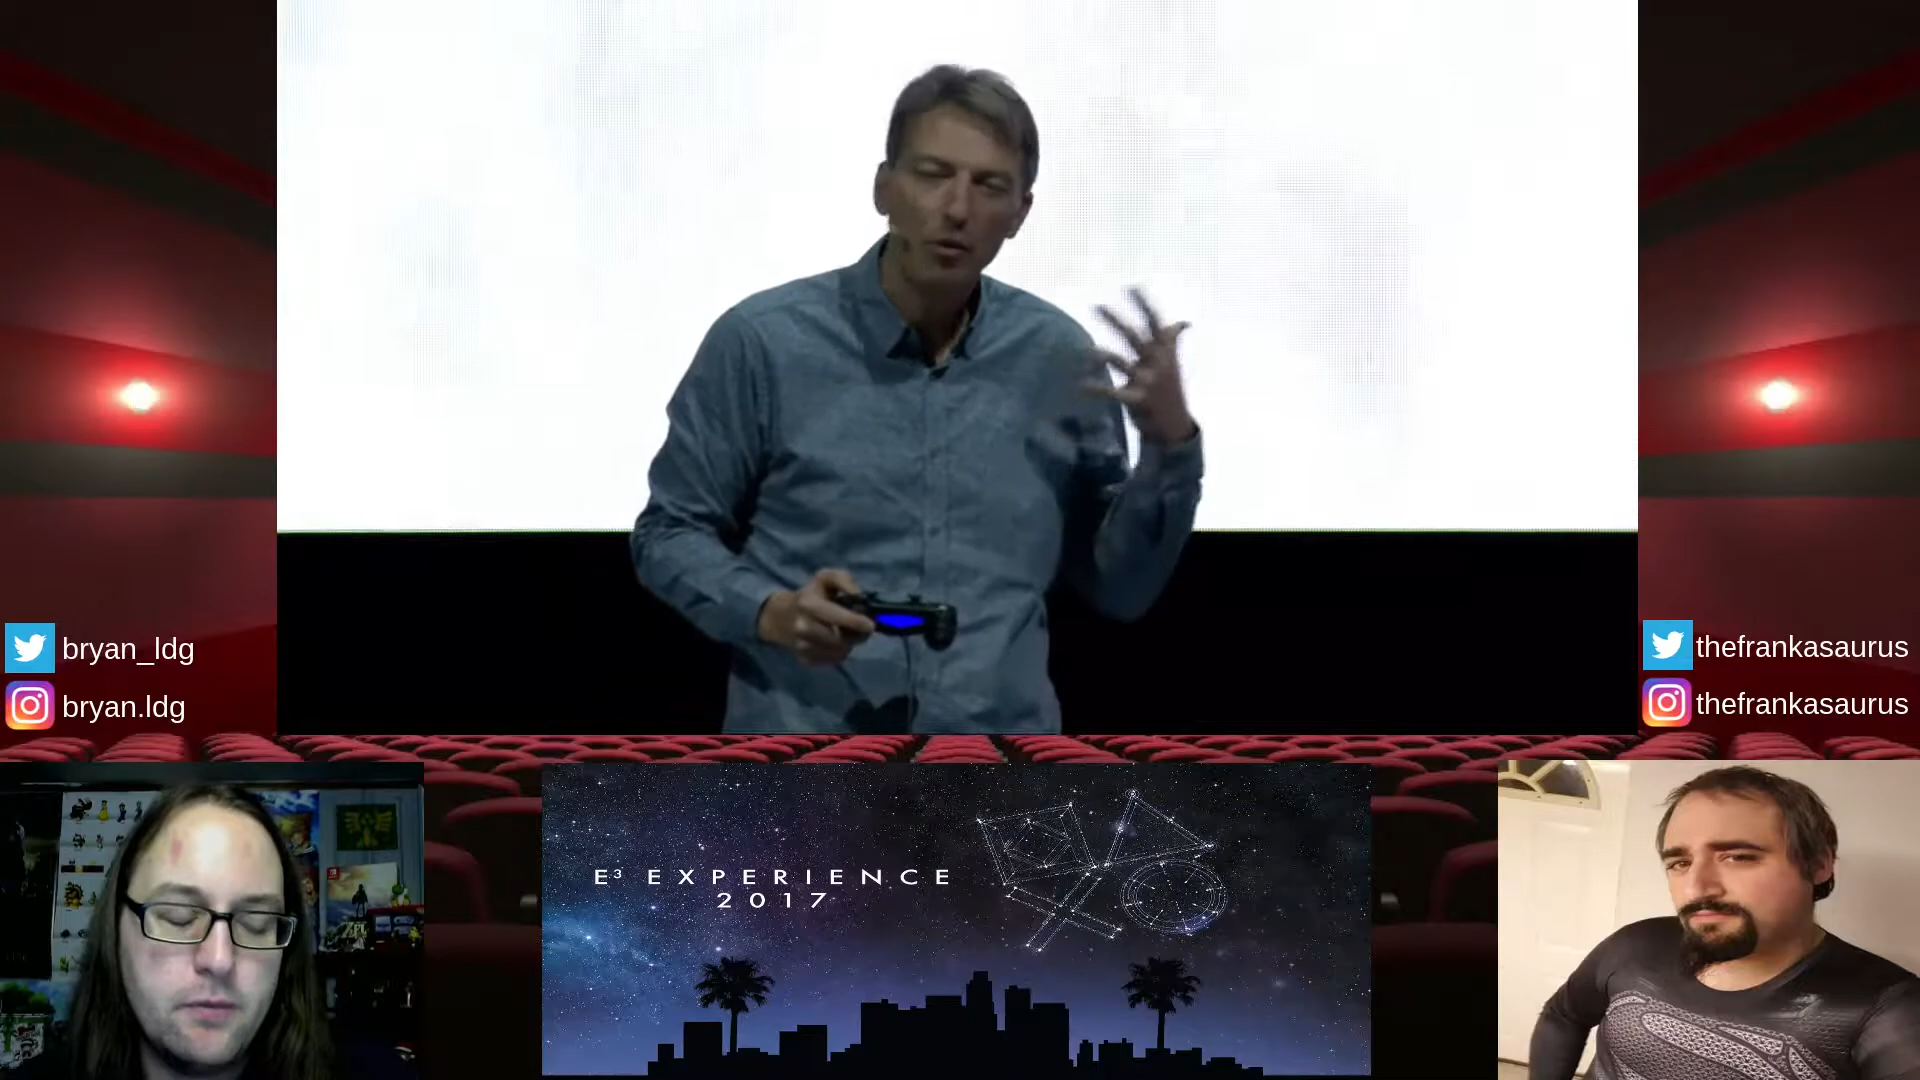 bryan_ldg
bryan.ldg
thefrankasaurus
thefrankasaurus
E³ EXPERIENCE
2017